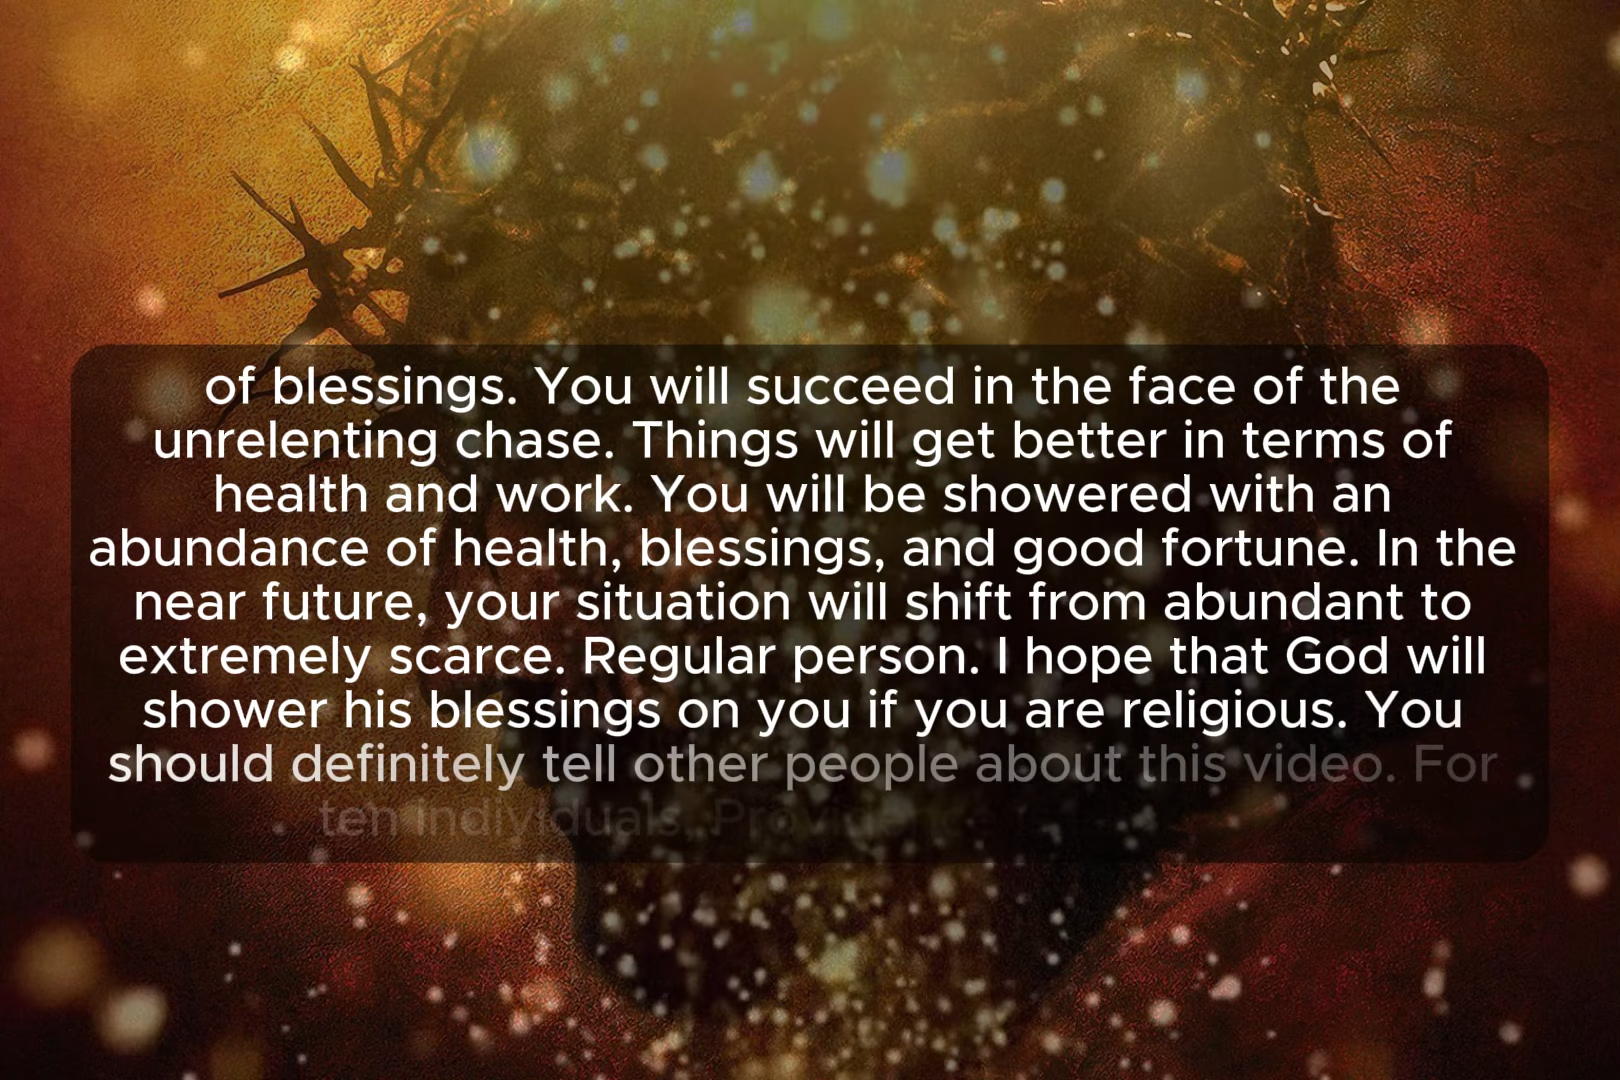 of blessings. You will succeed in the face of the
unrelenting chase. Things will get better in terms of
health and work. You will be showered with an
abundance of health, blessings, and good fortune. In the
near future, your situation will shift from abundant to
extremely scarce. Regular person. I hope that God will
shower his blessings on you if you are religious. You
should definitely tell other people about this video. For
ten individuals, Providence